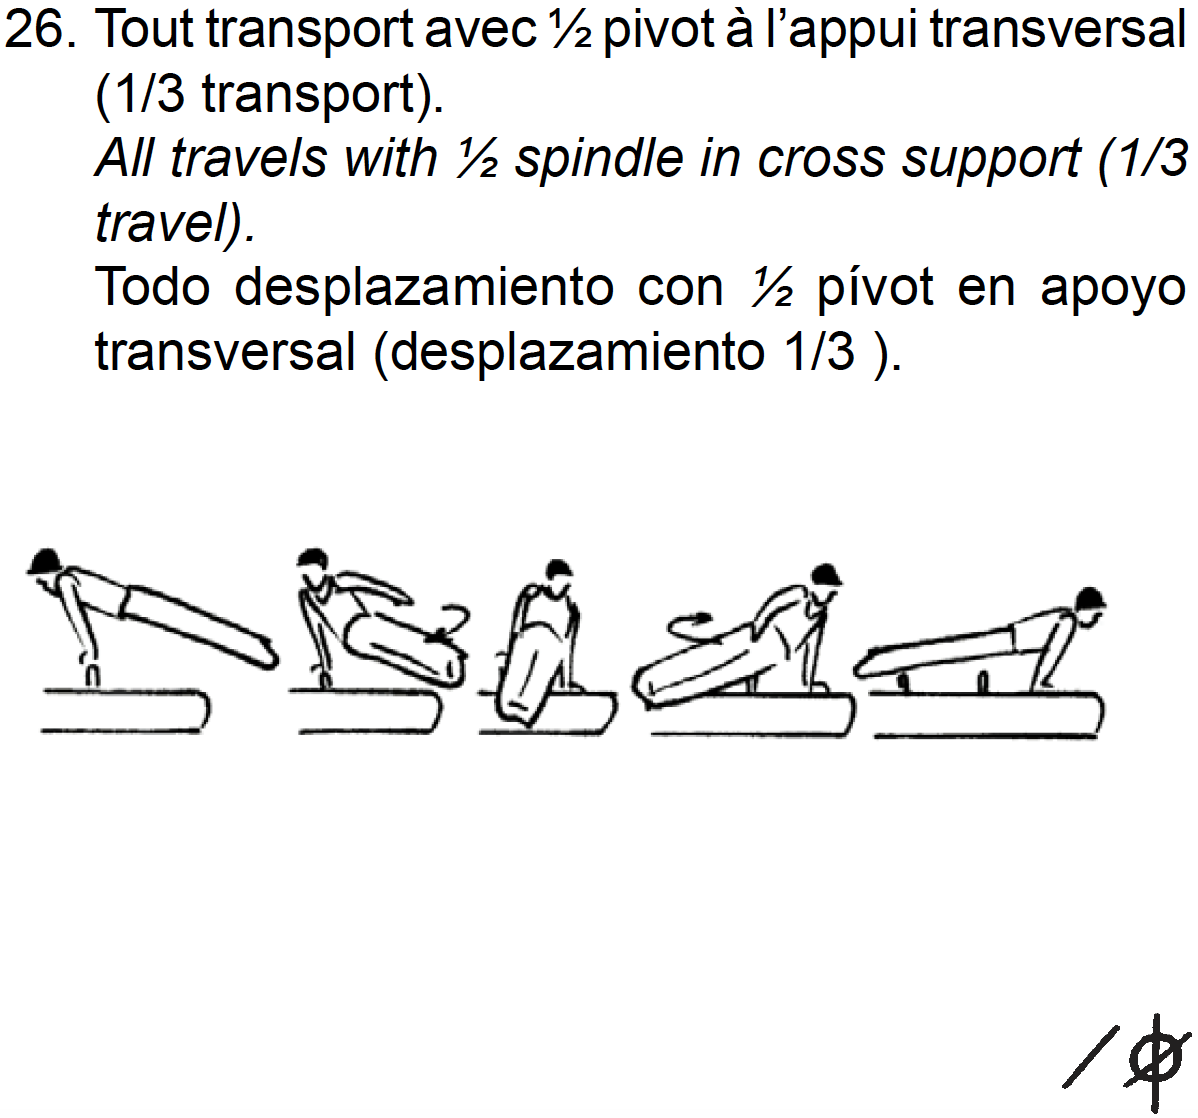 26. Tout transport avec ½ pivot à l’appui transversal
(1/3 transport).
All travels with ½ spindle in cross support (1/3
travel).
Todo desplazamiento con ½ pívot en apoyo
transversal (desplazamiento 1/3 ).